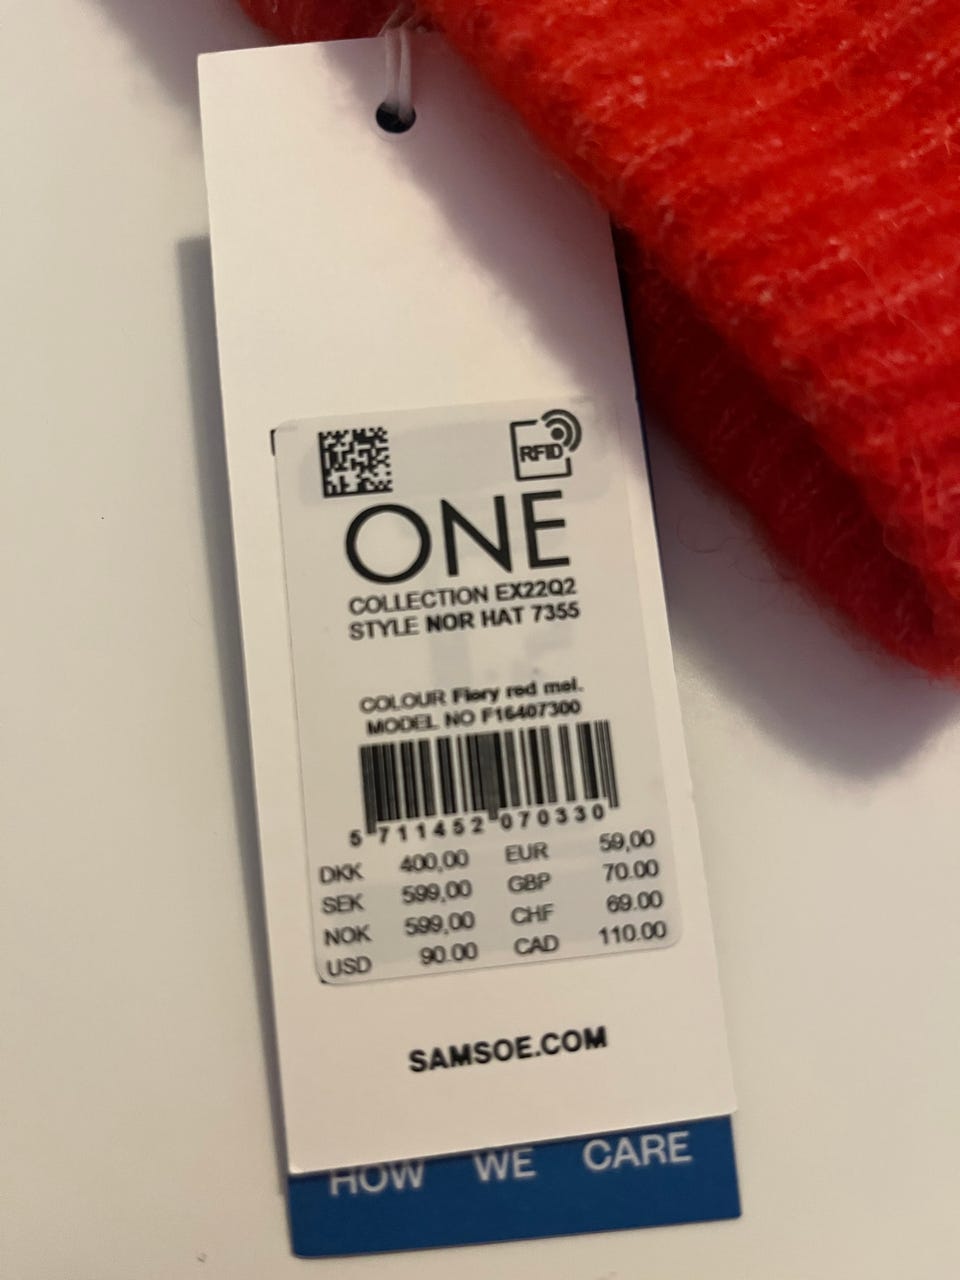 RFID
ONE
COLLECTION EX22Q2
STYLE NOR HAT 7355
COLOUR Fiery red mel.
MODEL NO F16407300
5 711452 070330
DKK 400,00 EUR 59,00
SEK 599,00 GBP 70.00
NOK 599,00 CHF 69.00
USD 90.00 CAD 110.00
SAMSOE.COM
HOW WE CARE